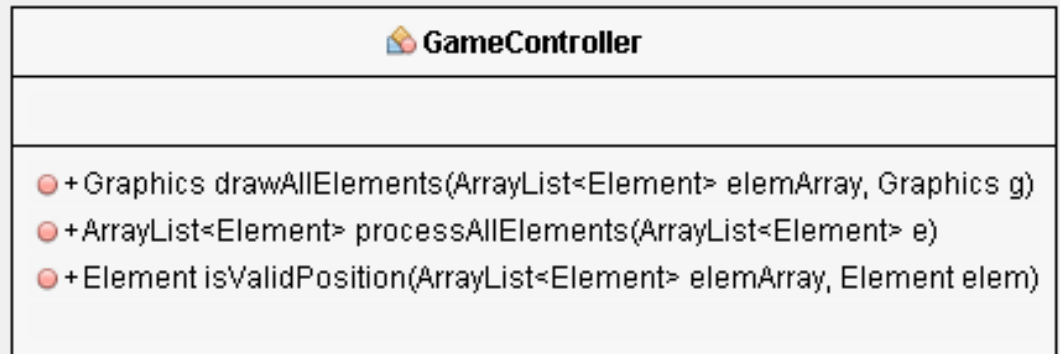 GameController
+Graphics drawAllElements(ArrayList<Element> elemArray, Graphics g)
+ArrayList<Element> processAllElements(ArrayList<Element> e)
+Element isValidPosition(ArrayList<Element> elemArray, Element elem)